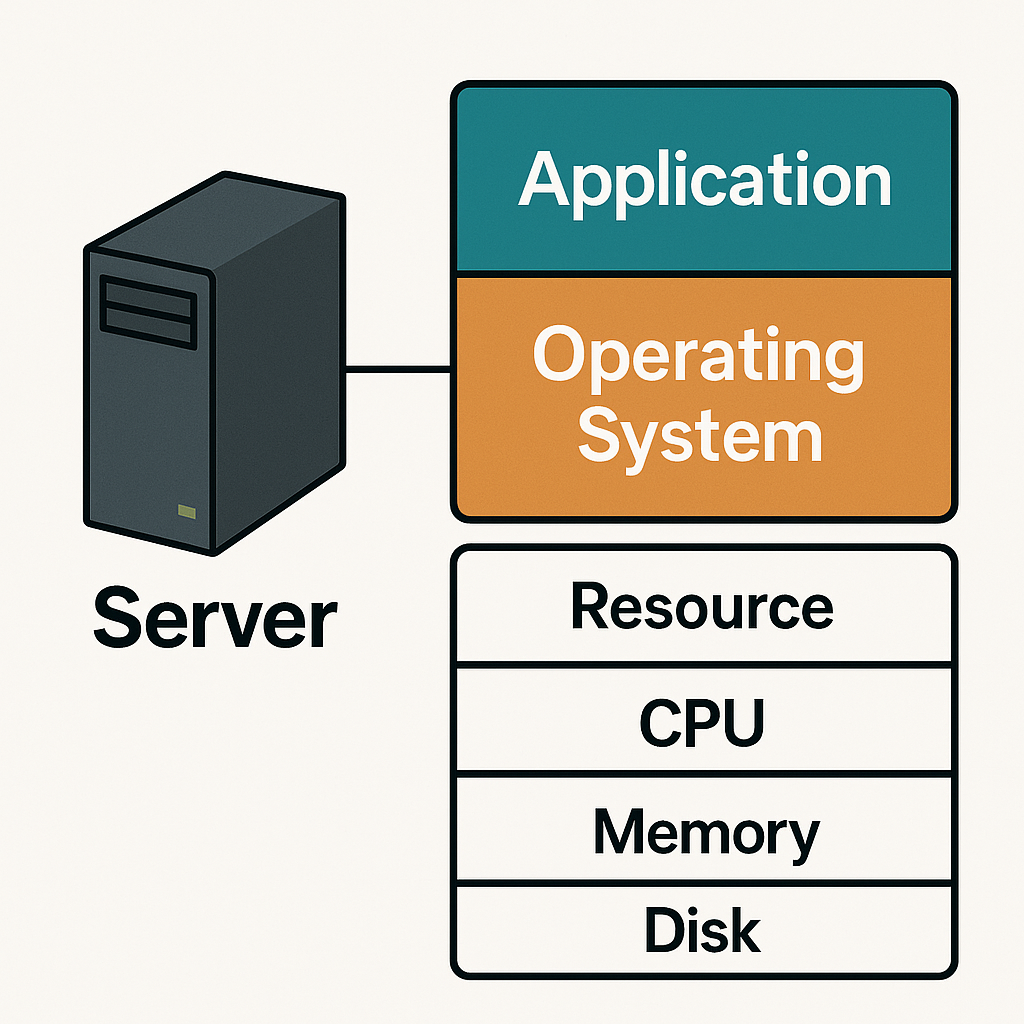 Application
Operating
System
Server
Resource
CPU
Memory
Disk